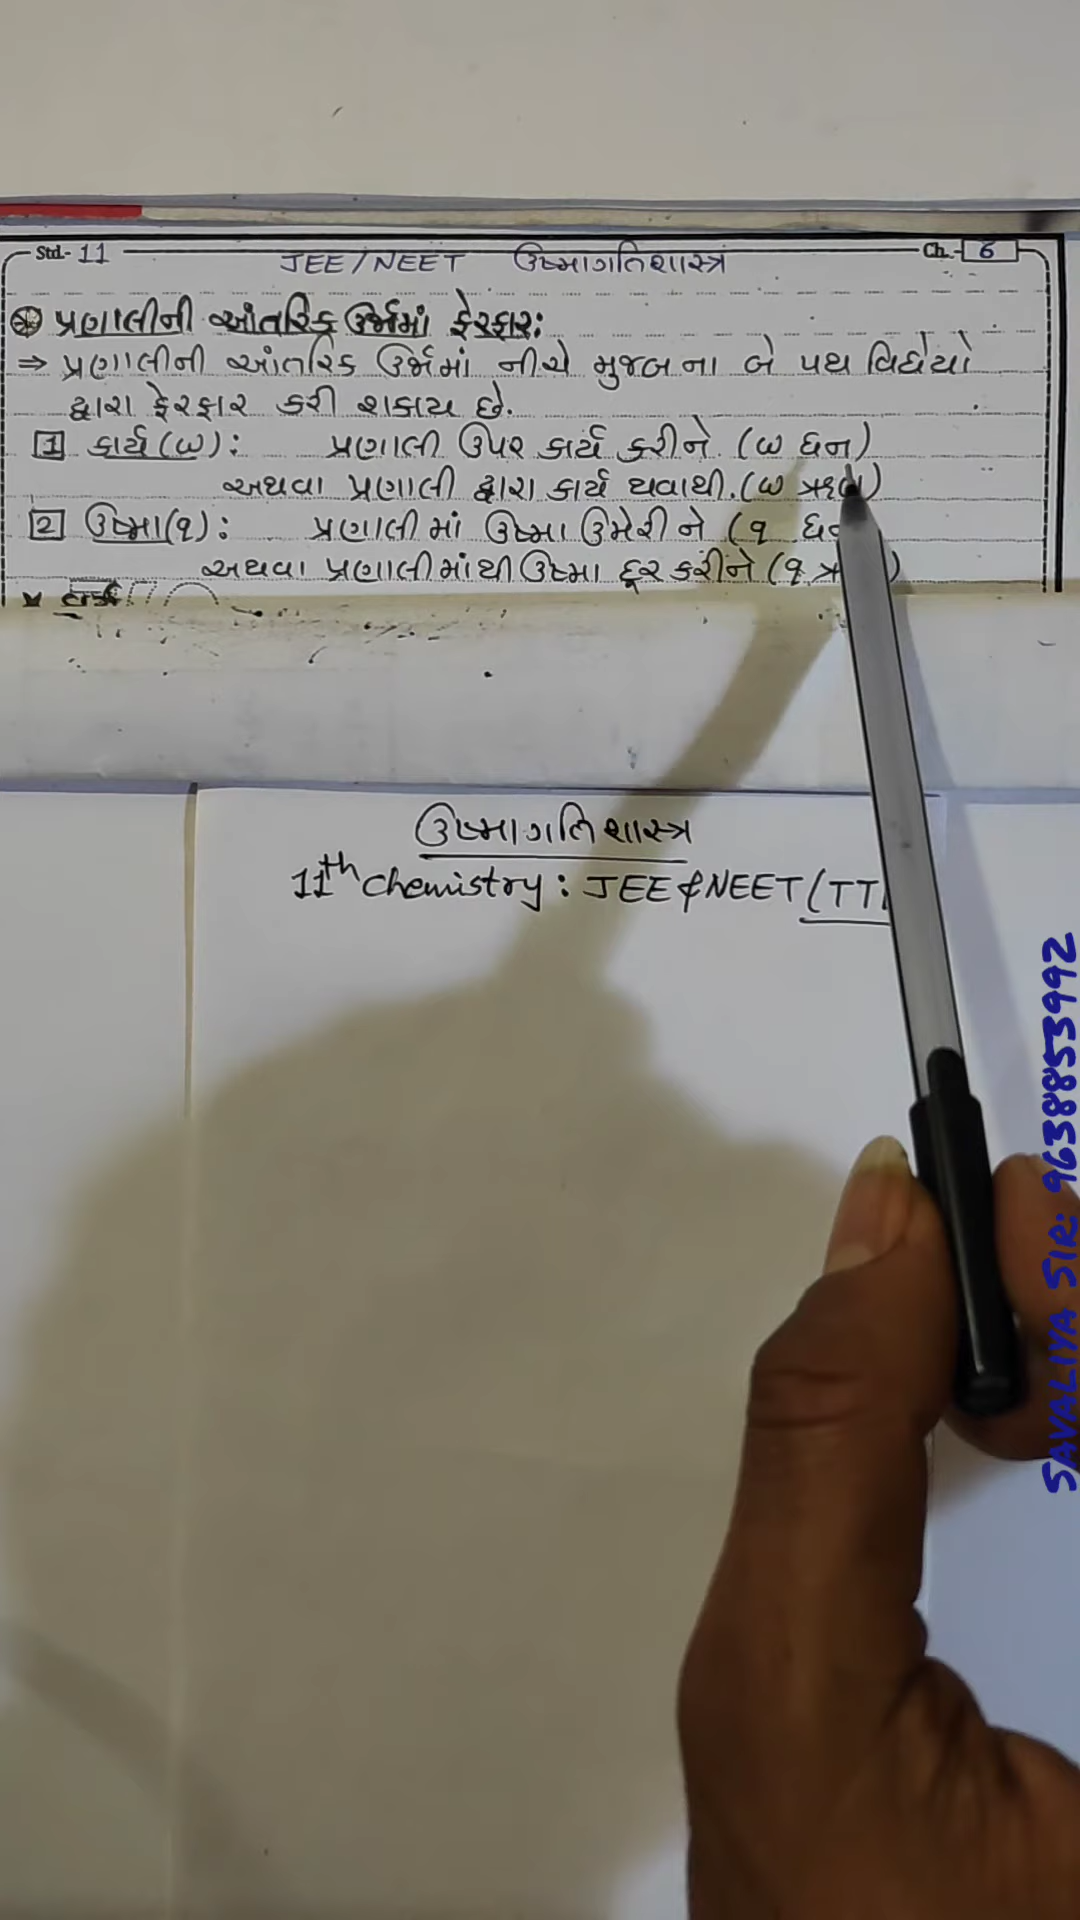 Std.- 11 JEE/NEET ઉષ્માગતિશાસ્ત્ર Ch.- 6
પ્રણાલીની આંતરિક ઉર્જામાં ફેરફાર:
⇒ પ્રણાલીની આંતરિક ઉર્જામાં નીચે મુજબના બે પથ વિધેયો
દ્વારા ફેરફાર કરી શકાય છે.
1 કાર્ય(w): પ્રણાલી ઉપર કાર્ય કરીને (w ધન)
અથવા પ્રણાલી દ્વારા કાર્ય થવાથી.(w
2 ઉષ્મા(q): પ્રણાલીમાં ઉષ્મા ઉમેરીને (q
અથવા પ્રણાલીમાંથી ઉષ્મા દૂર કરીને (q
ઉષ્માગતિશાસ્ત્ર
11th Chemistry: JEE & NEET
SAVALIYA SIR: 9638853992